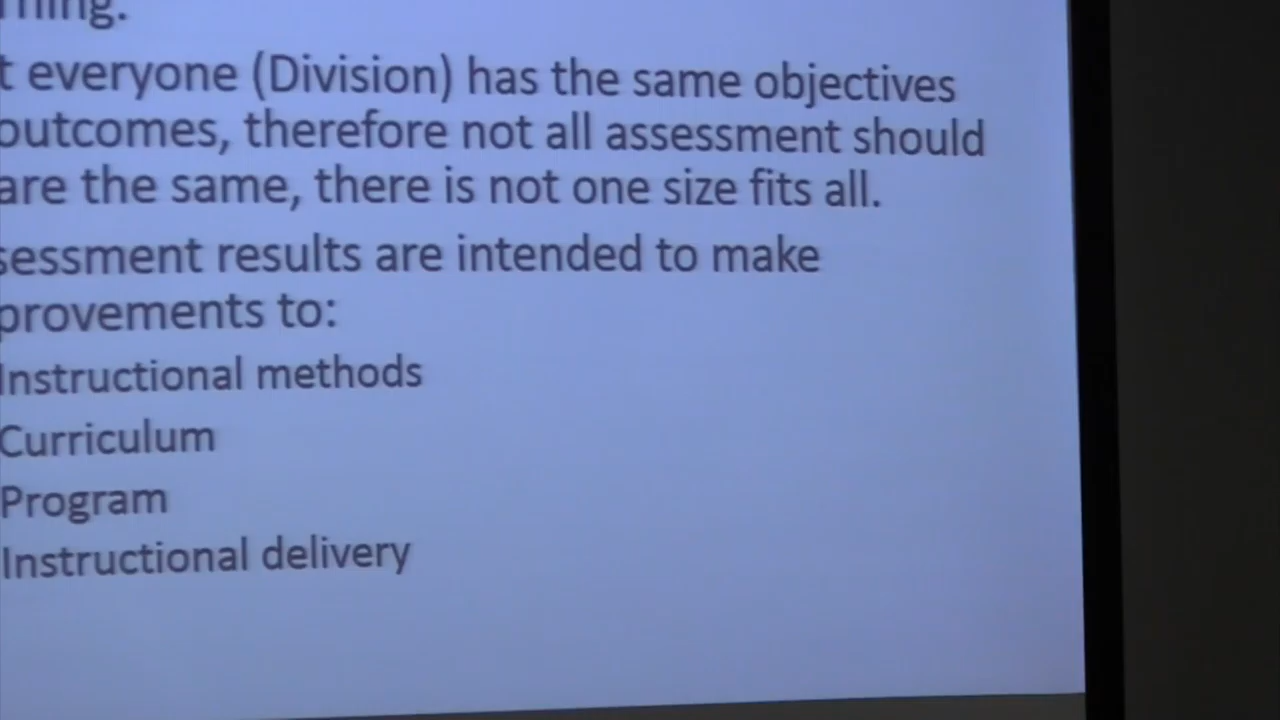 t everyone (Division) has the same objectives
outcomes, therefore not all assessment should
are the same, there is not one size fits all.
sessment results are intended to make
provements to:
Instructional methods
Curriculum
Program
Instructional delivery